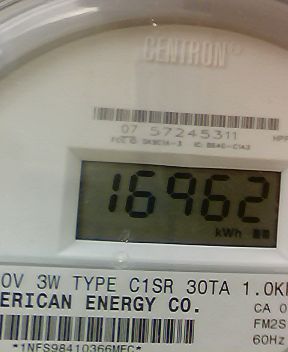 CENTRON®
07 57245311
16962
kWh
0V 3W TYPE C1SR 30TA 1.0K
ERICAN ENERGY CO.
CA 0
FM2S
60Hz
*1NFS98410366MEC*